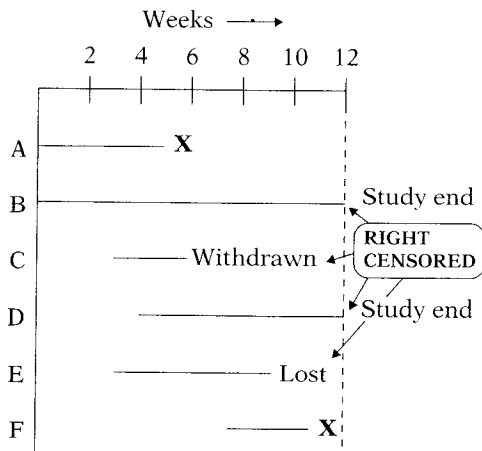 Weeks
2 4 6 8 10 12
A X
B Study end
C Withdrawn
RIGHT
CENSORED
D Study end
E Lost
F X